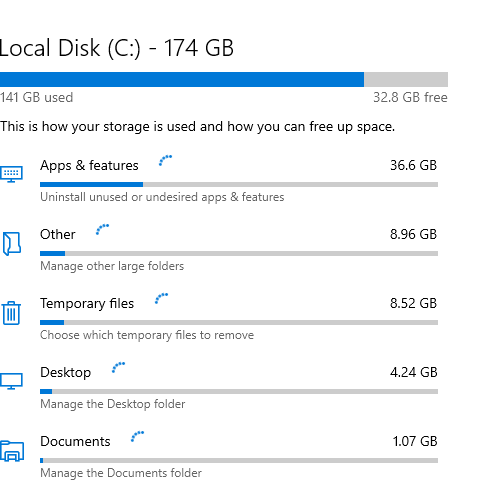 Local Disk (C:) - 174 GB
141 GB used 32.8 GB free
This is how your storage is used and how you can free up space.
Apps & features 36.6 GB
Uninstall unused or undesired apps & features
Other 8.96 GB
Manage other large folders
Temporary files 8.52 GB
Choose which temporary files to remove
Desktop 4.24 GB
Manage the Desktop folder
Documents 1.07 GB
Manage the Documents folder